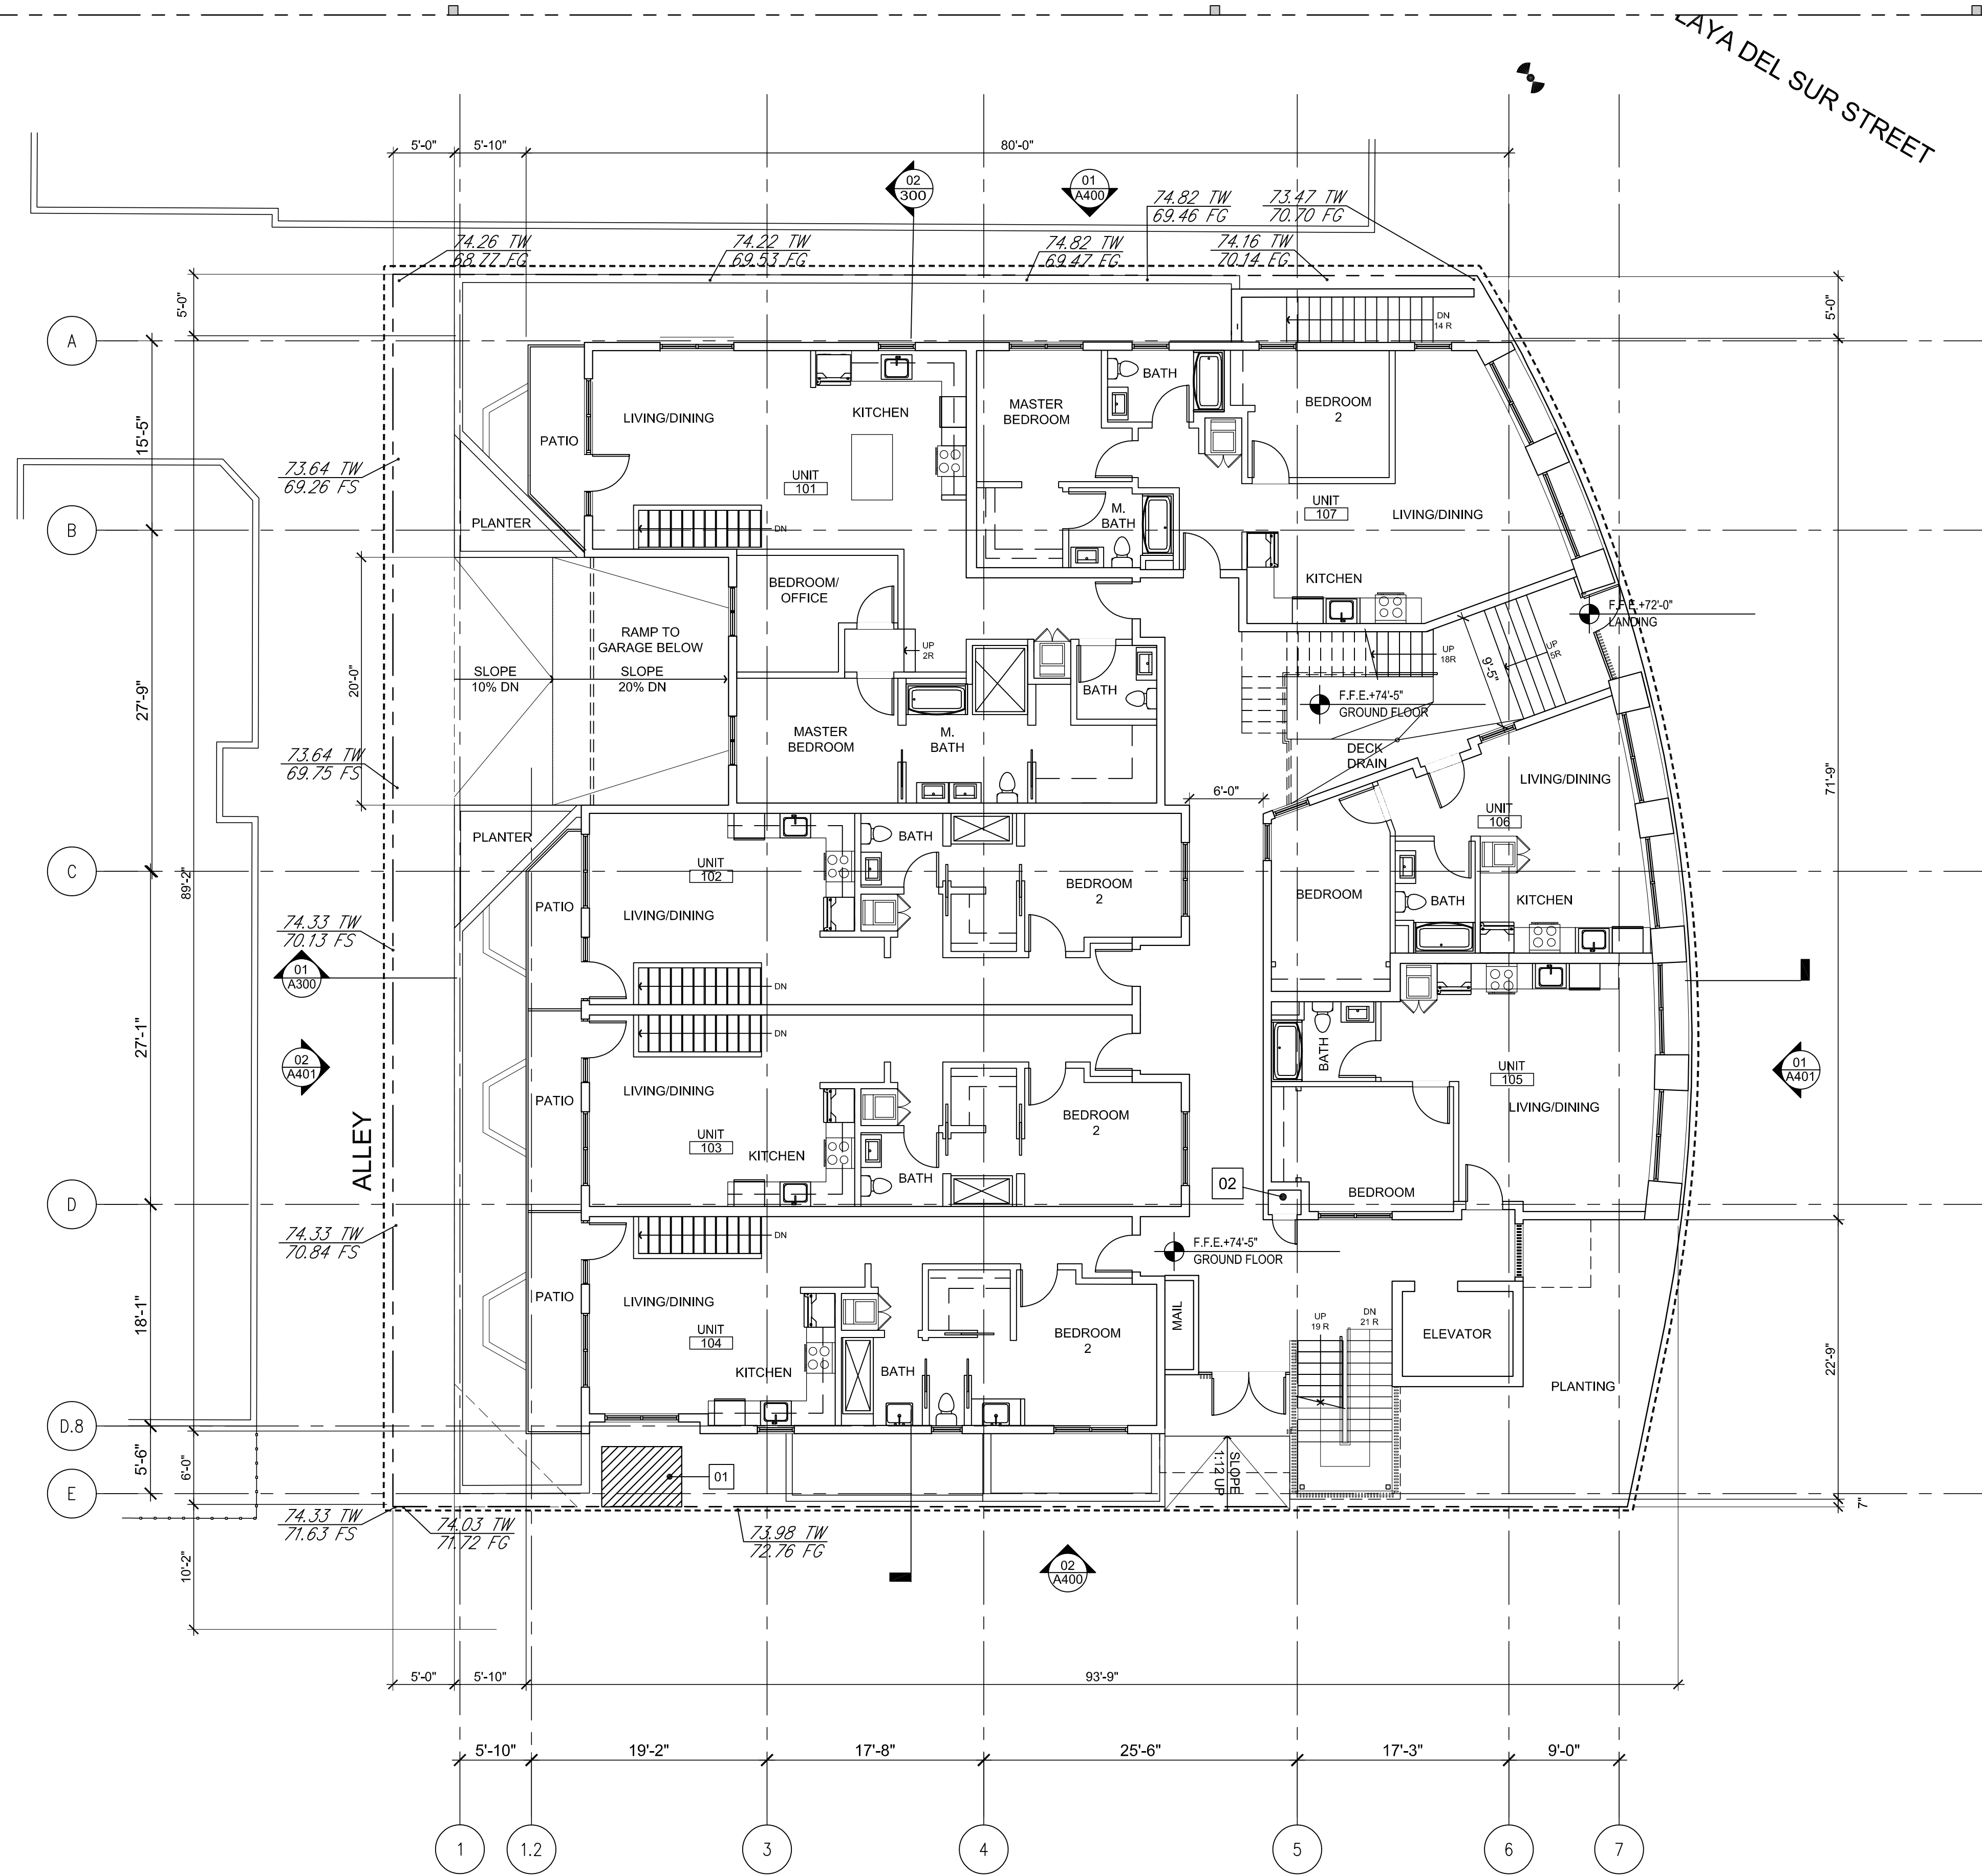 LAYA DEL SUR STREET
5'-0"
5'-10"
80'-0"
02
300
01
A400
74.82 TW
69.46 FG
73.47 TW
70.70 FG
74.26 TW
68.77 FG
74.22 TW
69.53 FG
74.82 TW
69.47 FG
74.16 TW
70.14 FG
5'-0"
5'-0"
DN
14 R
A
BATH
15'-5"
LIVING/DINING
KITCHEN
MASTER
BEDROOM
BEDROOM
2
PATIO
73.64 TW
69.26 FS
UNIT
101
UNIT
107
LIVING/DINING
M.
BATH
B
PLANTER
DN
BEDROOM/
OFFICE
KITCHEN
F.F.E.+72'-0"
LANDING
RAMP TO
GARAGE BELOW
UP
2R
UP
18R
UP
5R
9'-5"
SLOPE
10% DN
SLOPE
20% DN
20'-0"
27'-9"
BATH
F.F.E.+74'-5"
GROUND FLOOR
MASTER
BEDROOM
M.
BATH
DECK
DRAIN
73.64 TW
69.75 FS
LIVING/DINING
71'-9"
6'-0"
UNIT
106
PLANTER
BATH
UNIT
102
C
89'-2"
BEDROOM
2
BEDROOM
BATH
KITCHEN
PATIO
LIVING/DINING
74.33 TW
70.13 FS
01
A300
DN
27'-1"
DN
02
A401
BATH
UNIT
105
01
A401
LIVING/DINING
PATIO
LIVING/DINING
BEDROOM
2
ALLEY
UNIT
103
KITCHEN
BATH
02
BEDROOM
D
74.33 TW
70.84 FS
DN
F.F.E.+74'-5"
GROUND FLOOR
PATIO
LIVING/DINING
18'-1"
UNIT
104
BEDROOM
2
MAIL
UP
19 R
DN
21 R
ELEVATOR
KITCHEN
BATH
22'-9"
PLANTING
D.8
5'-6"
6'-0"
01
SLOPE
1:12 UP
E
7"
74.33 TW
71.63 FS
74.03 TW
71.72 FG
73.98 TW
72.76 FG
10'-2"
02
A400
5'-0"
5'-10"
93'-9"
5'-10"
19'-2"
17'-8"
25'-6"
17'-3"
9'-0"
1
1.2
3
4
5
6
7